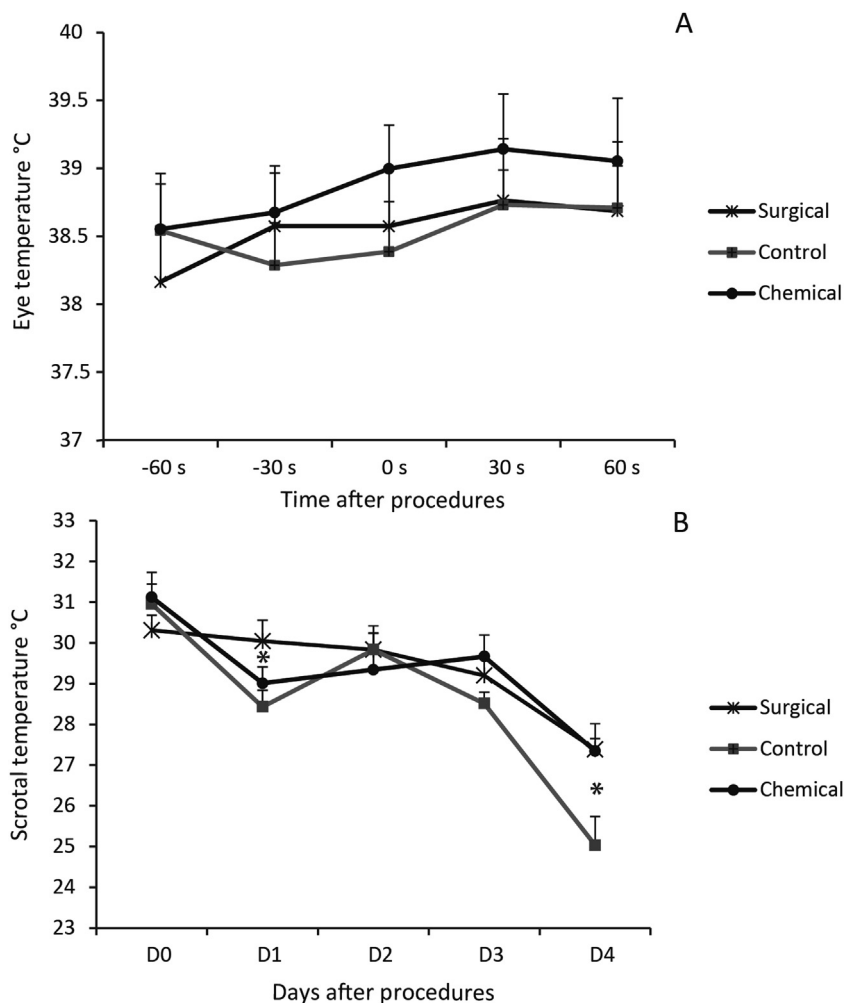 A
40
39.5
39
38.5
38
37.5
37
Eye temperature °C
-60 s -30 s 0 s 30 s 60 s
Time after procedures
Surgical
Control
Chemical
B
33
32
31
30
29
28
27
26
25
24
23
Scrotal temperature °C
*
*
D0 D1 D2 D3 D4
Days after procedures
Surgical
Control
Chemical